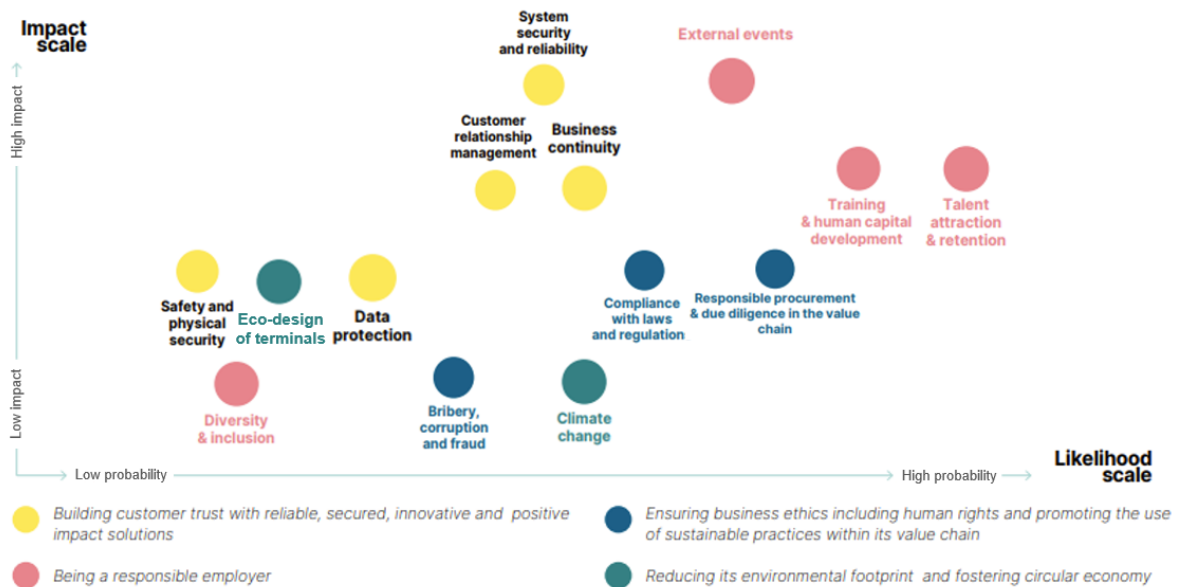 Impact
scale
High impact
Low impact
System
security
and reliability
External events
Customer
relationship
management
Business
continuity
Training
& human capital
development
Talent
attraction
& retention
Safety and
physical
security
Eco-design
of terminals
Data
protection
Compliance
with laws
and regulation
Responsible procurement
& due diligence in the value
chain
Diversity
& inclusion
Bribery,
corruption
and fraud
Climate
change
Low probability
High probability
Likelihood
scale
Building customer trust with reliable, secured, innovative and positive
impact solutions
Ensuring business ethics including human rights and promoting the use
of sustainable practices within its value chain
Being a responsible employer
Reducing its environmental footprint and fostering circular economy